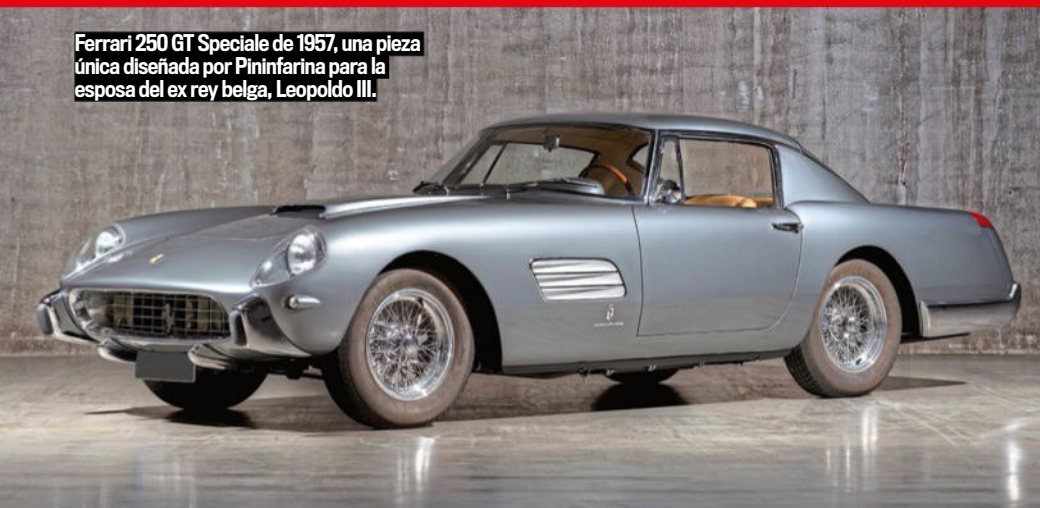 Ferrari 250 GT Speciale de 1957, una pieza
única diseñada por Pininfarina para la
esposa del ex rey belga, Leopoldo III.